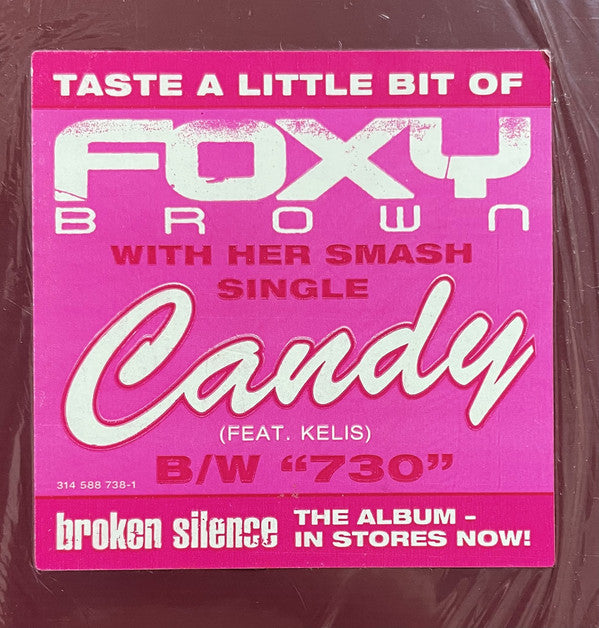 TASTE A LITTLE BIT OF
FOXY
BROWN
WITH HER SMASH
SINGLE
Candy
(FEAT. KELIS)
B/W “730”
314 588 738-1
broken silence THE ALBUM –
IN STORES NOW!